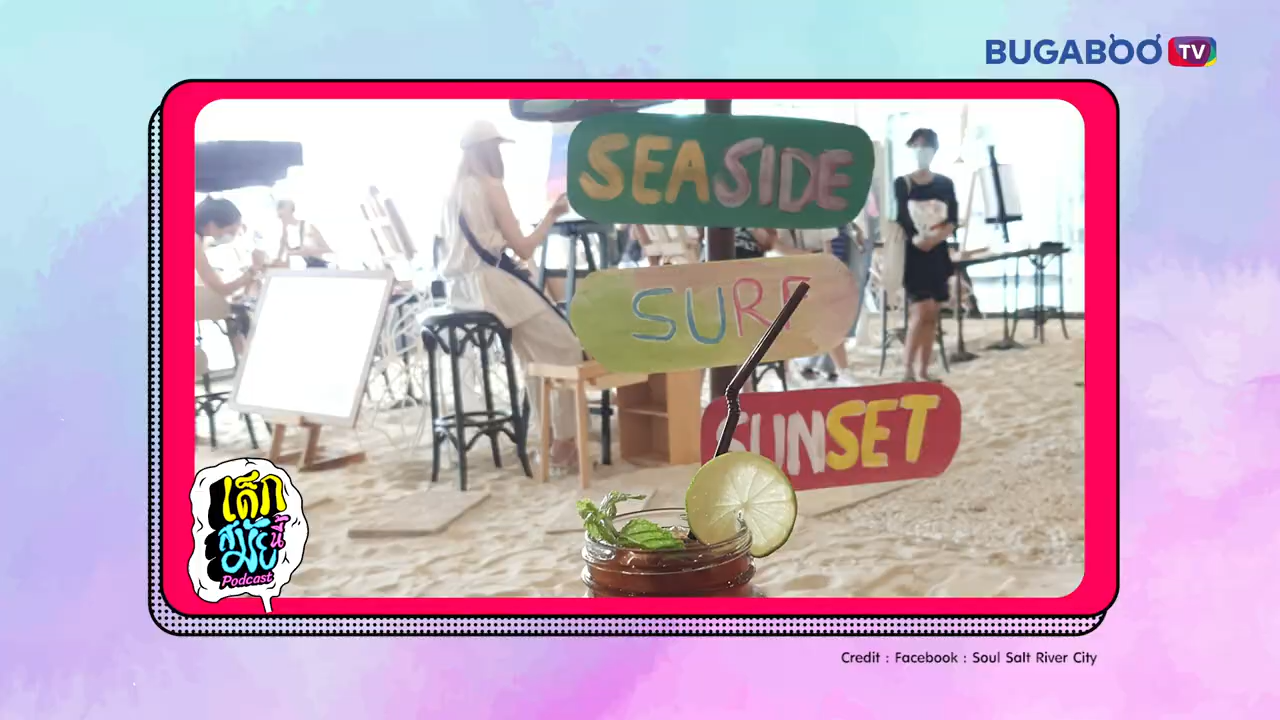 BUGABOO TV
SEASIDE
SURF
SUNSET
เด็ก
สมัยนี้
Podcast
Credit : Facebook : Soul Salt River City